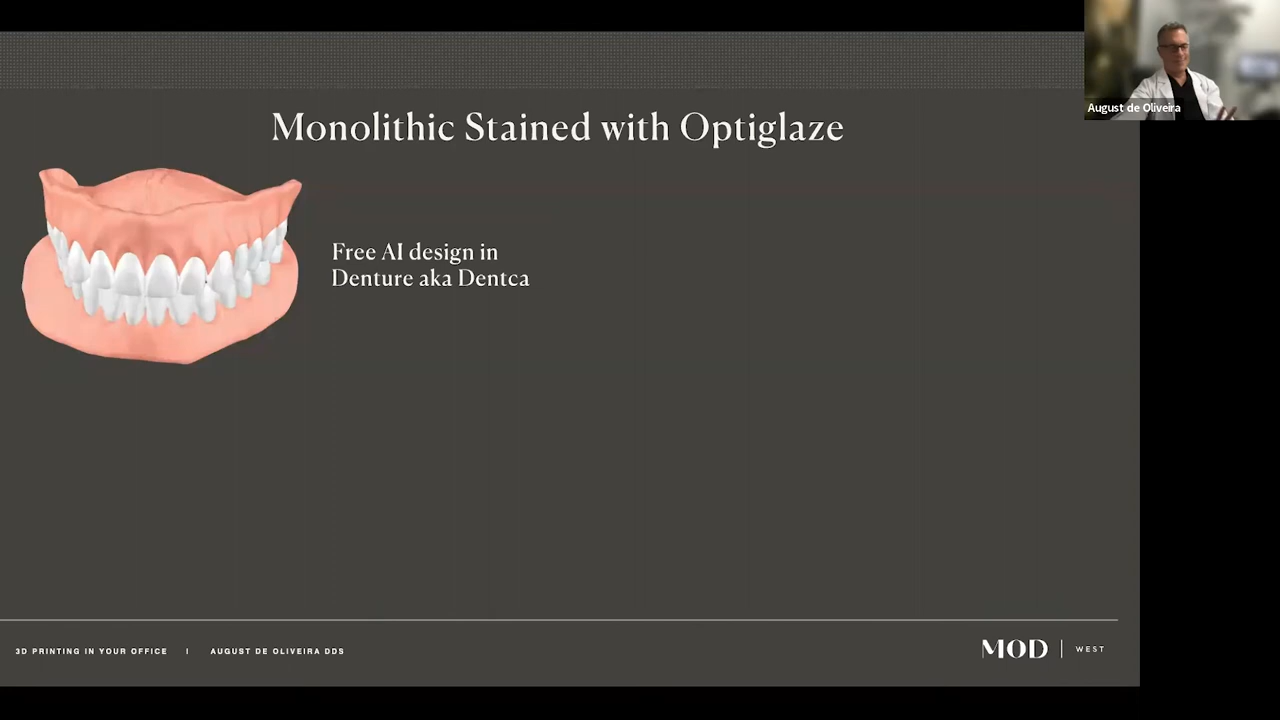 August de Oliveira
Monolithic Stained with Optiglaze
Free AI design in
Denture aka Dentca
3D PRINTING IN YOUR OFFICE | AUGUST DE OLIVEIRA DDS
MOD | WEST